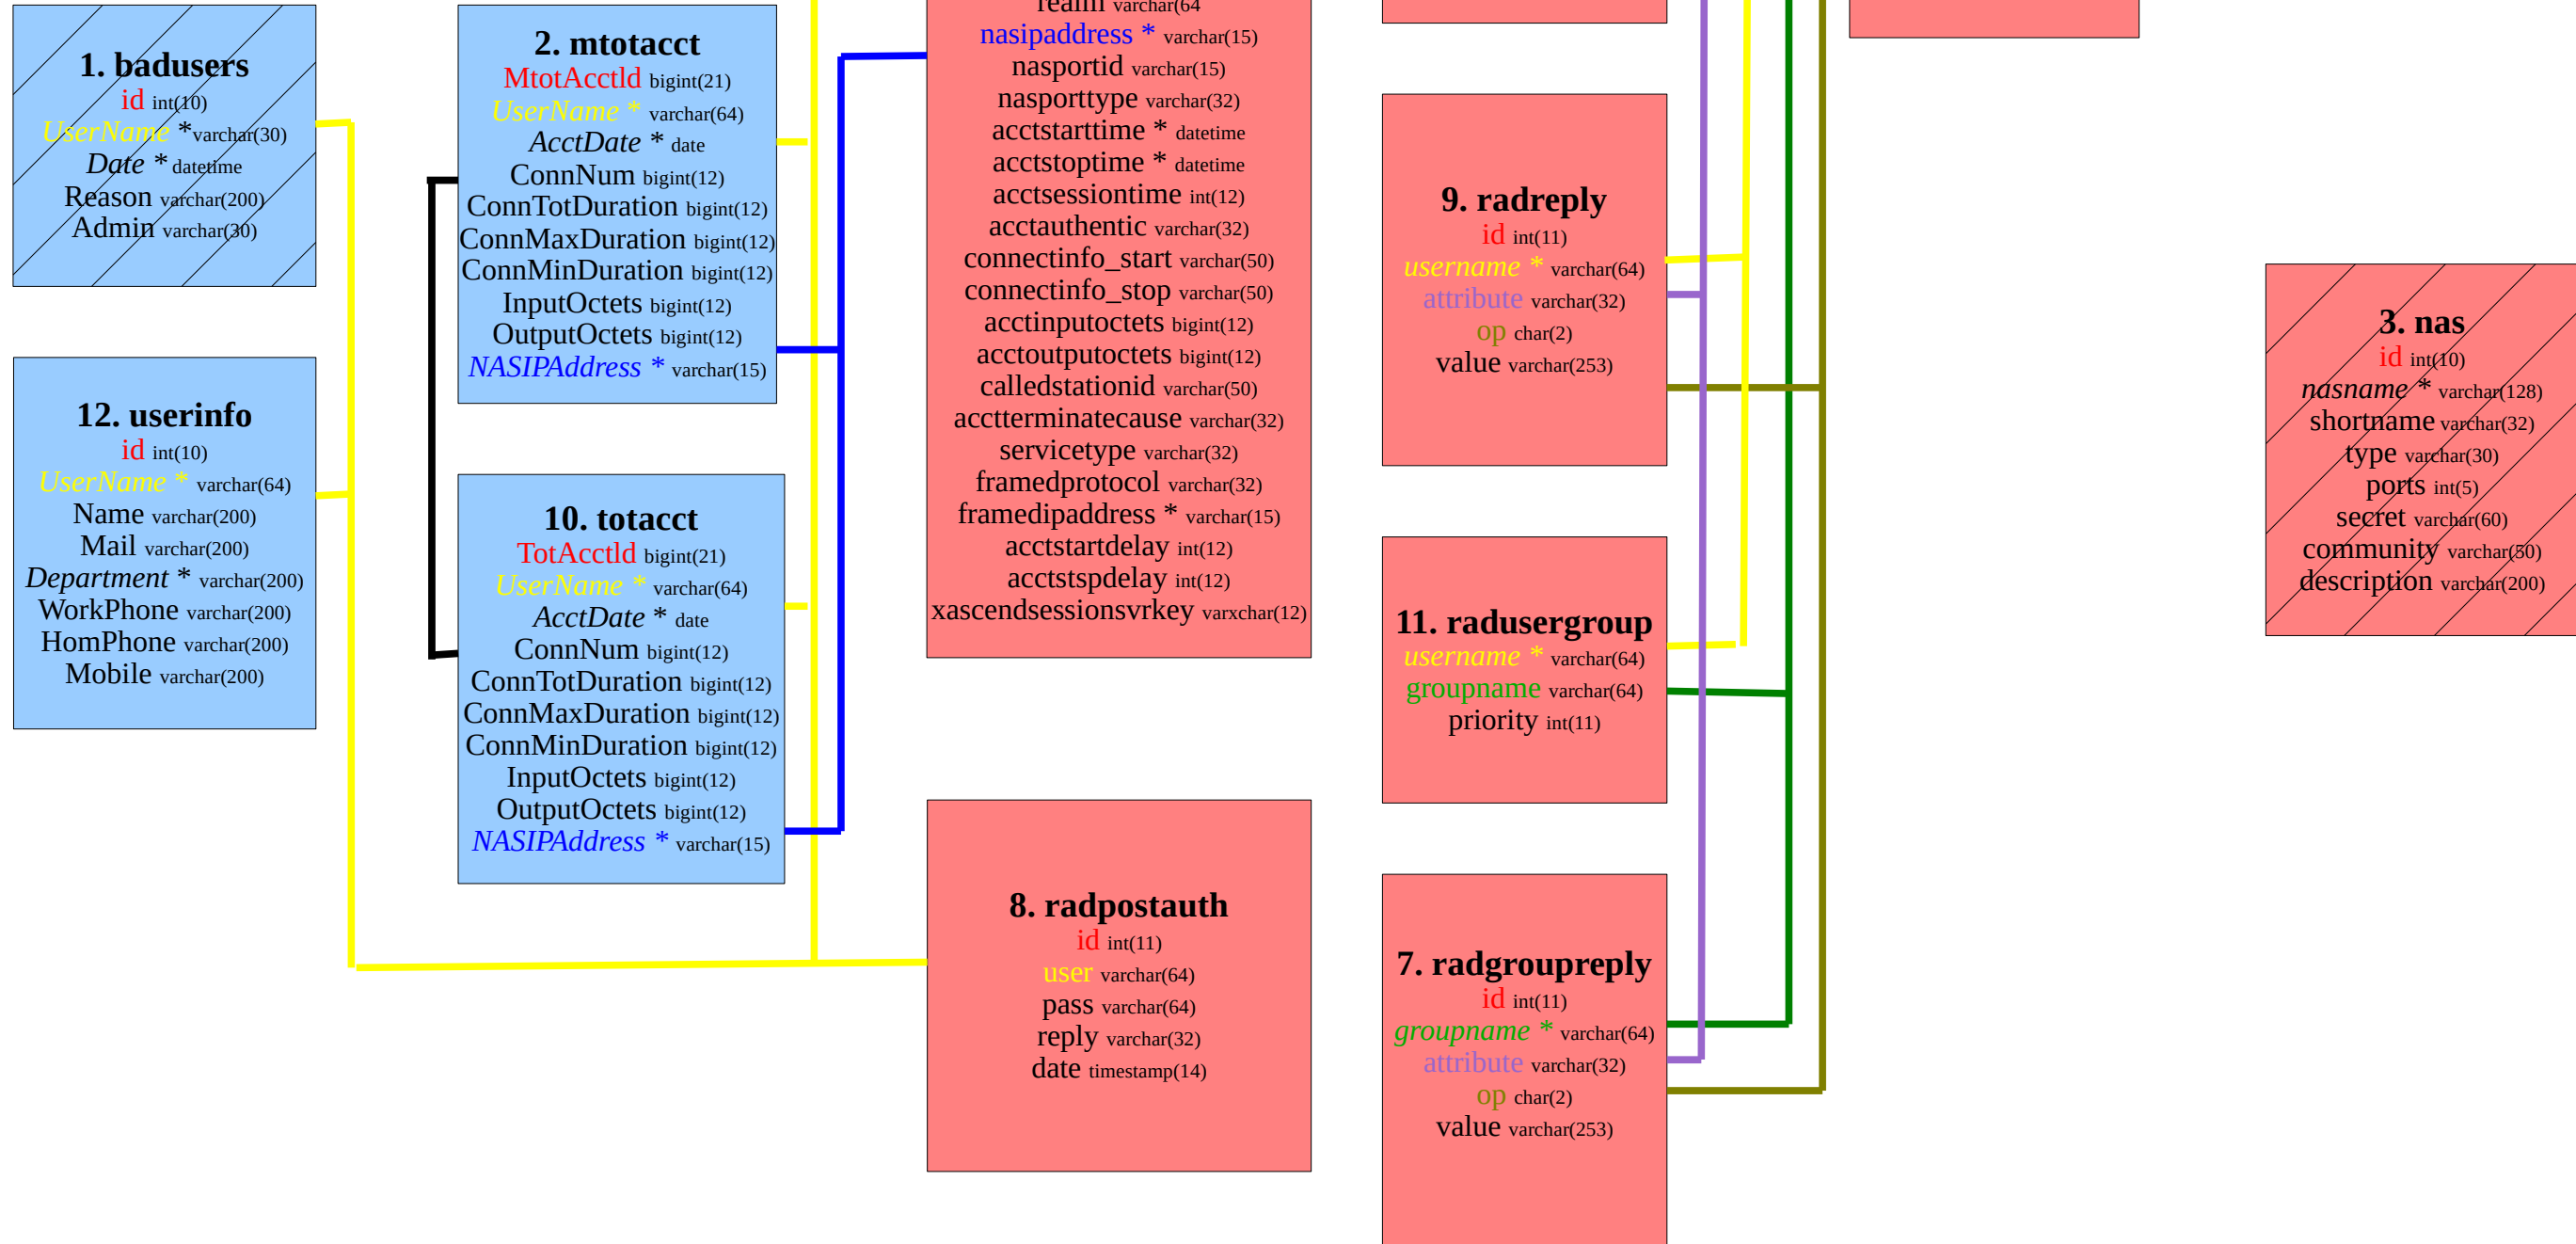 1. badusers
id int(10)
UserName *varchar(30)
Date * datetime
Reason varchar(200)
Admin varchar(30)
12. userinfo
id int(10)
UserName * varchar(64)
Name varchar(200)
Mail varchar(200)
Department * varchar(200)
WorkPhone varchar(200)
HomPhone varchar(200)
Mobile varchar(200)
2. mtotacct
MtotAcctld bigint(21)
UserName * varchar(64)
AcctDate * date
ConnNum bigint(12)
ConnTotDuration bigint(12)
ConnMaxDuration bigint(12)
ConnMinDuration bigint(12)
InputOctets bigint(12)
OutputOctets bigint(12)
NASIPAddress * varchar(15)
10. totacct
TotAcctld bigint(21)
UserName * varchar(64)
AcctDate * date
ConnNum bigint(12)
ConnTotDuration bigint(12)
ConnMaxDuration bigint(12)
ConnMinDuration bigint(12)
InputOctets bigint(12)
OutputOctets bigint(12)
NASIPAddress * varchar(15)
realm varchar(64
nasipaddress * varchar(15)
nasportid varchar(15)
nasporttype varchar(32)
acctstarttime * datetime
acctstoptime * datetime
acctsessiontime int(12)
acctauthentic varchar(32)
connectinfo_start varchar(50)
connectinfo_stop varchar(50)
acctinputoctets bigint(12)
acctoutputoctets bigint(12)
calledstationid varchar(50)
acctterminatecause varchar(32)
servicetype varchar(32)
framedprotocol varchar(32)
framedipaddress * varchar(15)
acctstartdelay int(12)
acctstspdelay int(12)
xascendsessionsvrkey varxchar(12)
8. radpostauth
id int(11)
user varchar(64)
pass varchar(64)
reply varchar(32)
date timestamp(14)
9. radreply
id int(11)
username * varchar(64)
attribute varchar(32)
op char(2)
value varchar(253)
11. radusergroup
username * varchar(64)
groupname varchar(64)
priority int(11)
7. radgroupreply
id int(11)
groupname * varchar(64)
attribute varchar(32)
op char(2)
value varchar(253)
3. nas
id int(10)
nasname * varchar(128)
shortname varchar(32)
type varchar(30)
ports int(5)
secret varchar(60)
community varchar(50)
description varchar(200)